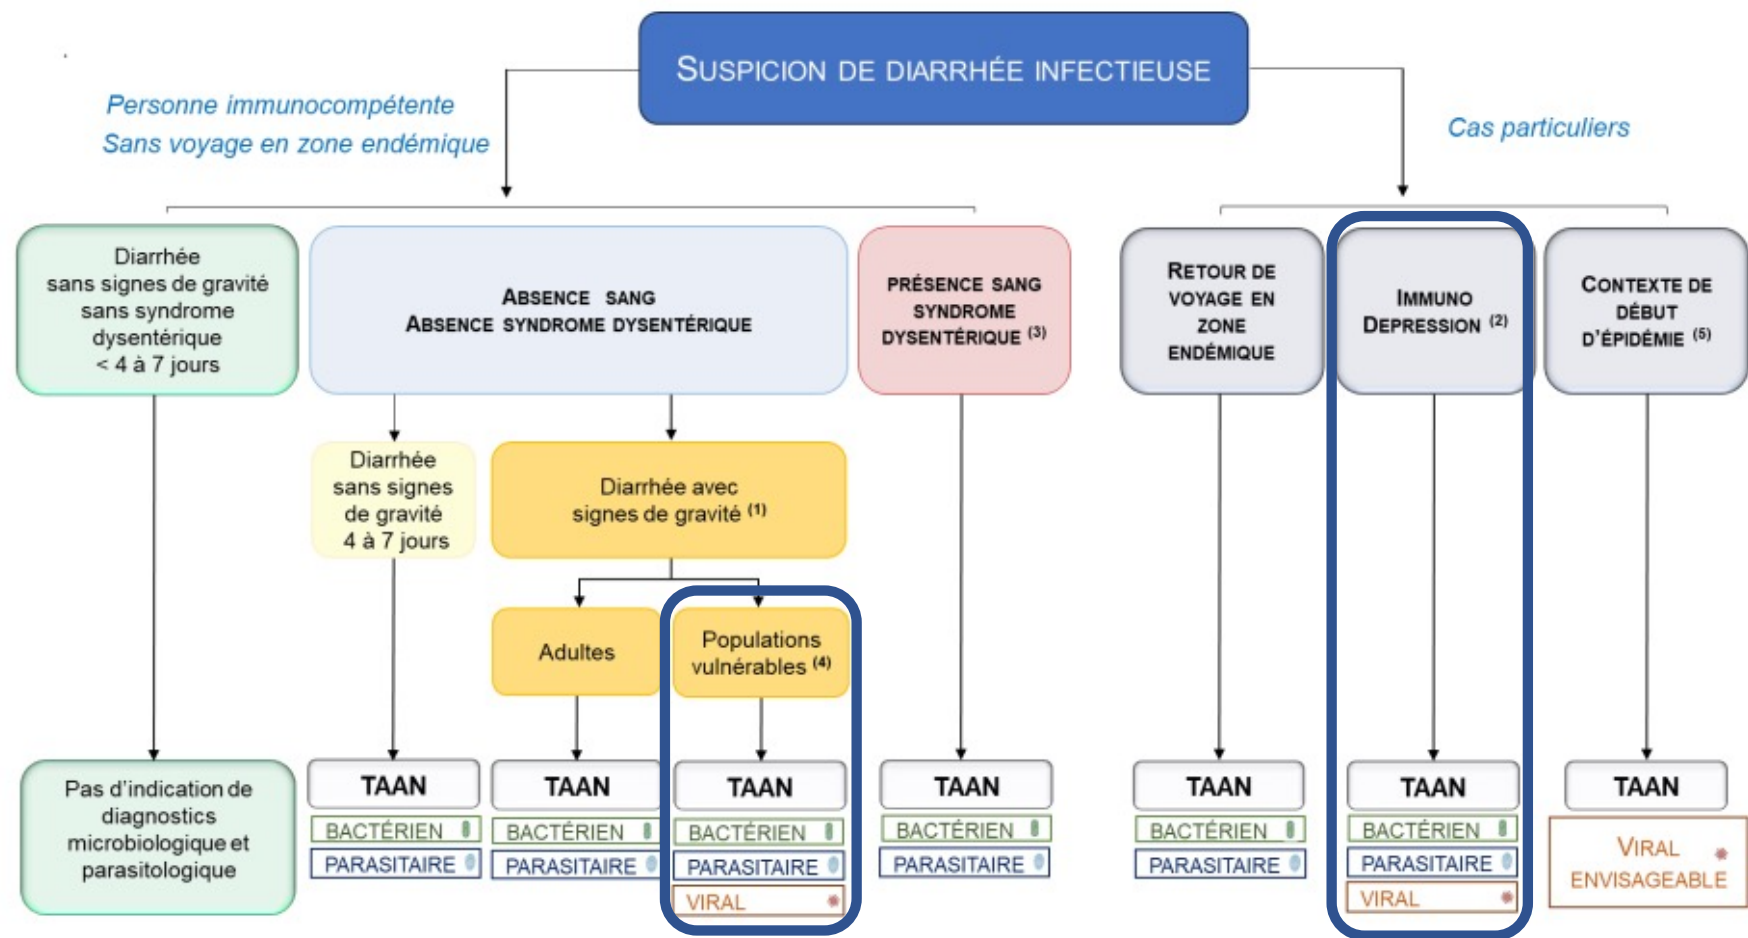 SUSPICION DE DIARRHÉE INFECTIEUSE
Personne immunocompétente
Sans voyage en zone endémique
Cas particuliers
Diarrhée
sans signes de gravité
sans syndrome
dysentérique
< 4 à 7 jours
ABSENCE SANG
ABSENCE SYNDROME DYSENTÉRIQUE
PRÉSENCE SANG
SYNDROME
DYSENTÉRIQUE (3)
RETOUR DE
VOYAGE EN
ZONE
ENDÉMIQUE
IMMUNO
DEPRESSION (2)
CONTEXTE DE
DÉBUT
D'ÉPIDÉMIE (5)
Diarrhée
sans signes
de gravité
4 à 7 jours
Diarrhée avec
signes de gravité (1)
Adultes
Populations
vulnérables (4)
Pas d'indication de
diagnostics
microbiologique et
parasitologique
TAAN
BACTÉRIEN
PARASITAIRE
TAAN
BACTÉRIEN
PARASITAIRE
TAAN
BACTÉRIEN
PARASITAIRE
VIRAL
TAAN
BACTÉRIEN
PARASITAIRE
TAAN
BACTÉRIEN
PARASITAIRE
TAAN
BACTÉRIEN
PARASITAIRE
VIRAL
TAAN
VIRAL
ENVISAGEABLE